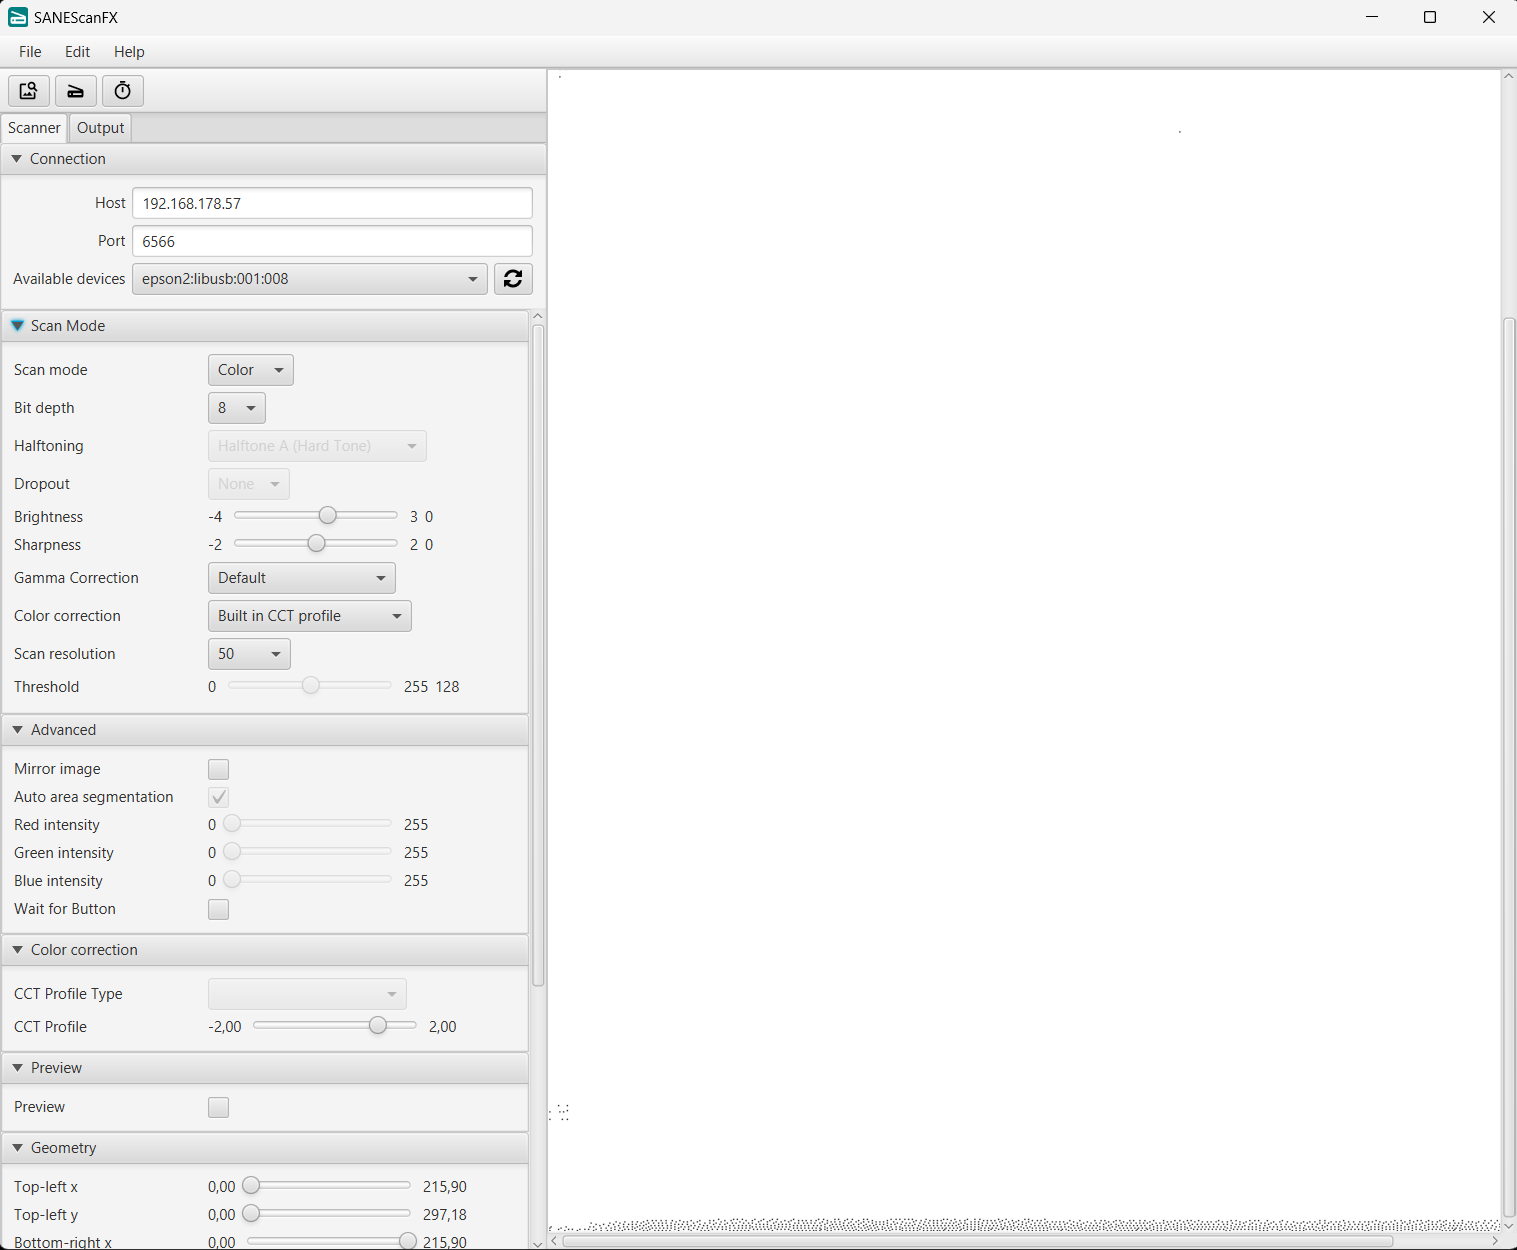 SANEScanFX
File Edit Help
Scanner Output
Connection
Host 192.168.178.57
Port 6566
Available devices epson2:libusb:001:008
Scan Mode
Scan mode Color
Bit depth 8
Halftoning Halftone A (Hard Tone)
Dropout None
Brightness -4 3 0
Sharpness -2 2 0
Gamma Correction Default
Color correction Built in CCT profile
Scan resolution 50
Threshold 0 255 128
Advanced
Mirror image
Auto area segmentation
Red intensity 0 255
Green intensity 0 255
Blue intensity 0 255
Wait for Button
Color correction
CCT Profile Type
CCT Profile -2,00 2,00
Preview
Preview
Geometry
Top-left x 0,00 215,90
Top-left y 0,00 297,18
Bottom-right x 0,00 215,90